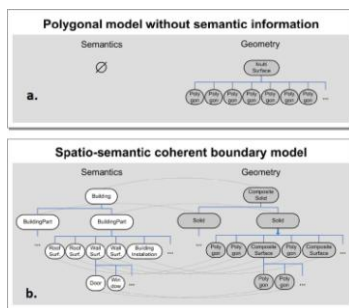 Polygonal model without semantic information
Semantics
Geometry
∅
Multi
Surface
a.
Poly
gon
Poly
gon
Poly
gon
Poly
gon
Poly
gon
Poly
gon
Poly
gon
...
Spatio-semantic coherent boundary model
Semantics
Geometry
Building
Composite
Solid
BuildingPart
BuildingPart
Solid
Solid
...
Roof
Surf.
Roof
Surf.
Wall
Surf.
Wall
Surf.
Building
Installation
...
...
Poly
gon
Poly
gon
Composite
Surface
Poly
gon
Composite
Surface
...
Door
Win
dow
Poly
gon
Poly
gon
b.